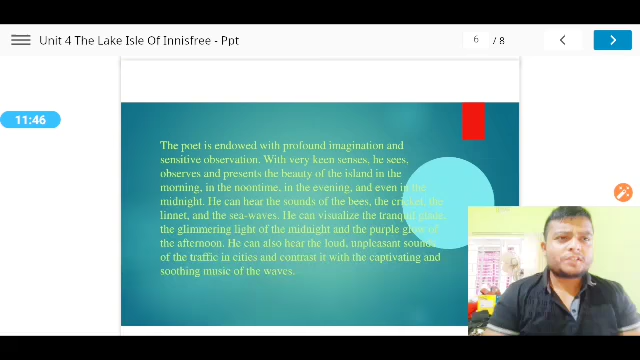 Unit 4 The Lake Isle Of Innisfree - Ppt
6 / 8
11:46
The poet is endowed with profound imagination and
sensitive observation. With very keen senses, he sees,
observes and presents the beauty of the island in the
morning, in the noontime, in the evening, and even in the
midnight. He can hear the sounds of the bees, the cricket, the
linnet, and the sea-waves. He can visualize the tranquil glade,
the glimmering light of the midnight and the purple glow of
the afternoon. He can also hear the loud, unpleasant sounds
of the traffic in cities and contrast it with the captivating and
soothing music of the waves.